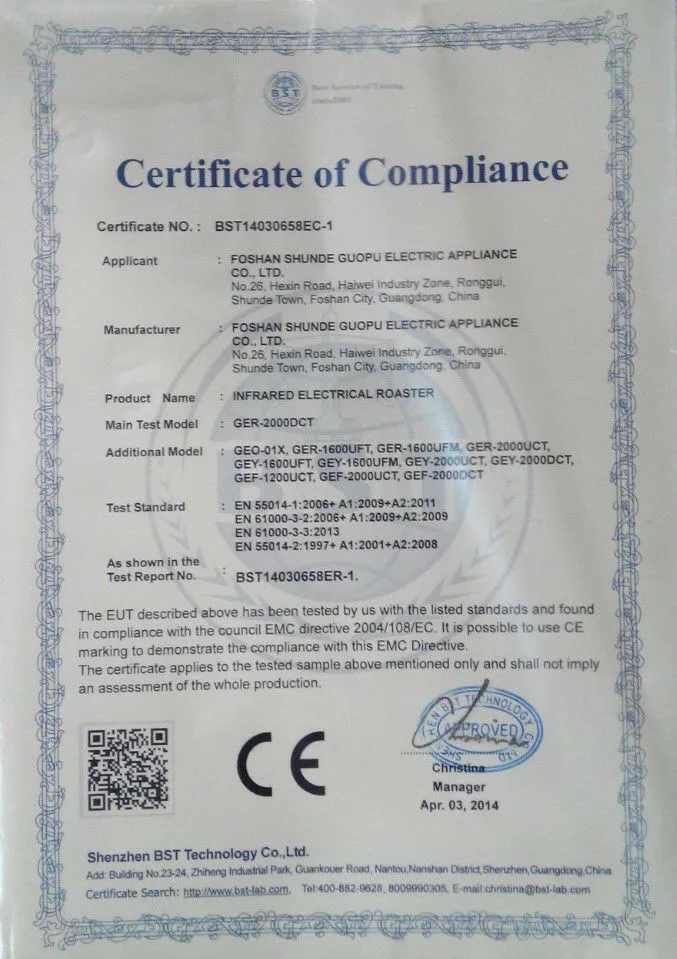 BST
Certificate of Compliance
Certificate NO. : BST14030658EC-1
Applicant : FOSHAN SHUNDE GUOPU ELECTRIC APPLIANCE
CO., LTD.
No.26, Hexin Road, Haiwei Industry Zone, Ronggui,
Shunde Town, Foshan City, Guangdong, China
Manufacturer : FOSHAN SHUNDE GUOPU ELECTRIC APPLIANCE
CO., LTD.
No.26, Hexin Road, Haiwei Industry Zone, Ronggui,
Shunde Town, Foshan City, Guangdong, China
Product Name : INFRARED ELECTRICAL ROASTER
Main Test Model : GER-2000DCT
Additional Model : GEO-01X, GER-1600UFT, GER-1600UFM, GER-2000UCT,
GEY-1600UFT, GEY-1600UFM, GEY-2000UCT, GEY-2000DCT,
GEF-1200UCT, GEF-2000UCT, GEF-2000DCT
Test Standard : EN 55014-1:2006+ A1:2009+A2:2011
EN 61000-3-2:2006+ A1:2009+A2:2009
EN 61000-3-3:2013
EN 55014-2:1997+ A1:2001+A2:2008
As shown in the
Test Report No. : BST14030658ER-1.
The EUT described above has been tested by us with the listed standards and found
in compliance with the council EMC directive 2004/108/EC. It is possible to use CE
marking to demonstrate the compliance with this EMC Directive.
The certificate applies to the tested sample above mentioned only and shall not imply
an assessment of the whole production.
CE
APPROVED
Christina
Manager
Apr. 03, 2014
Shenzhen BST Technology Co.,Ltd.
Add: Building No.23-24, Zhiheng Industrial Park, Guankouer Road, Nantou,Nanshan District,Shenzhen,Guangdong,China
Certificate Search: http://www.bst-lab.com, Tel:400-882-9628, 8009990305, E-mail:christina@bst-lab.com